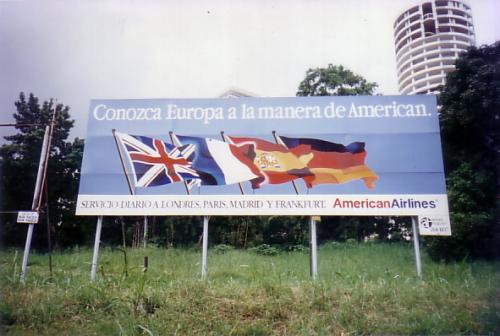 Conozca Europa a la manera de American.
SERVICIO DIARIO A LONDRES, PARIS, MADRID Y FRANKFURT. AmericanAirlines